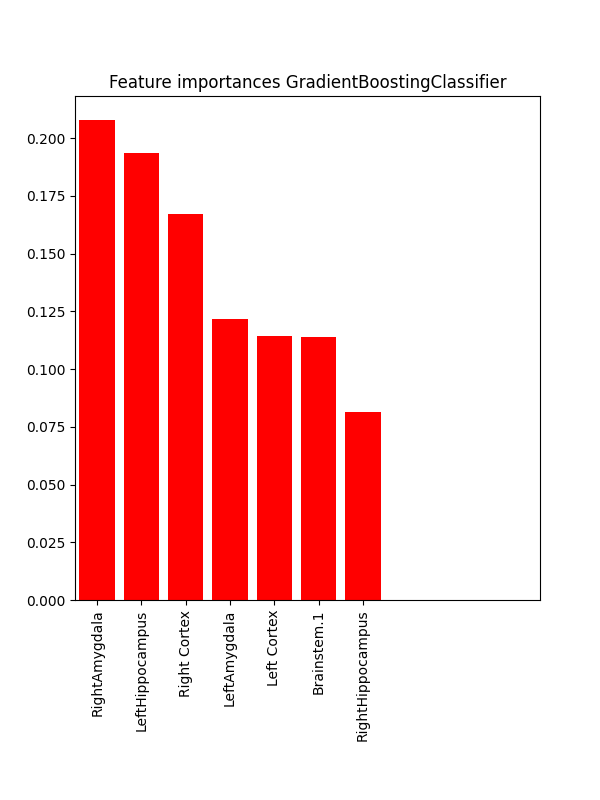 Feature importances GradientBoostingClassifier
0.200
0.175
0.150
0.125
0.100
0.075
0.050
0.025
0.000
RightAmygdala
LeftHippocampus
Right Cortex
LeftAmygdala
Left Cortex
Brainstem.1
RightHippocampus